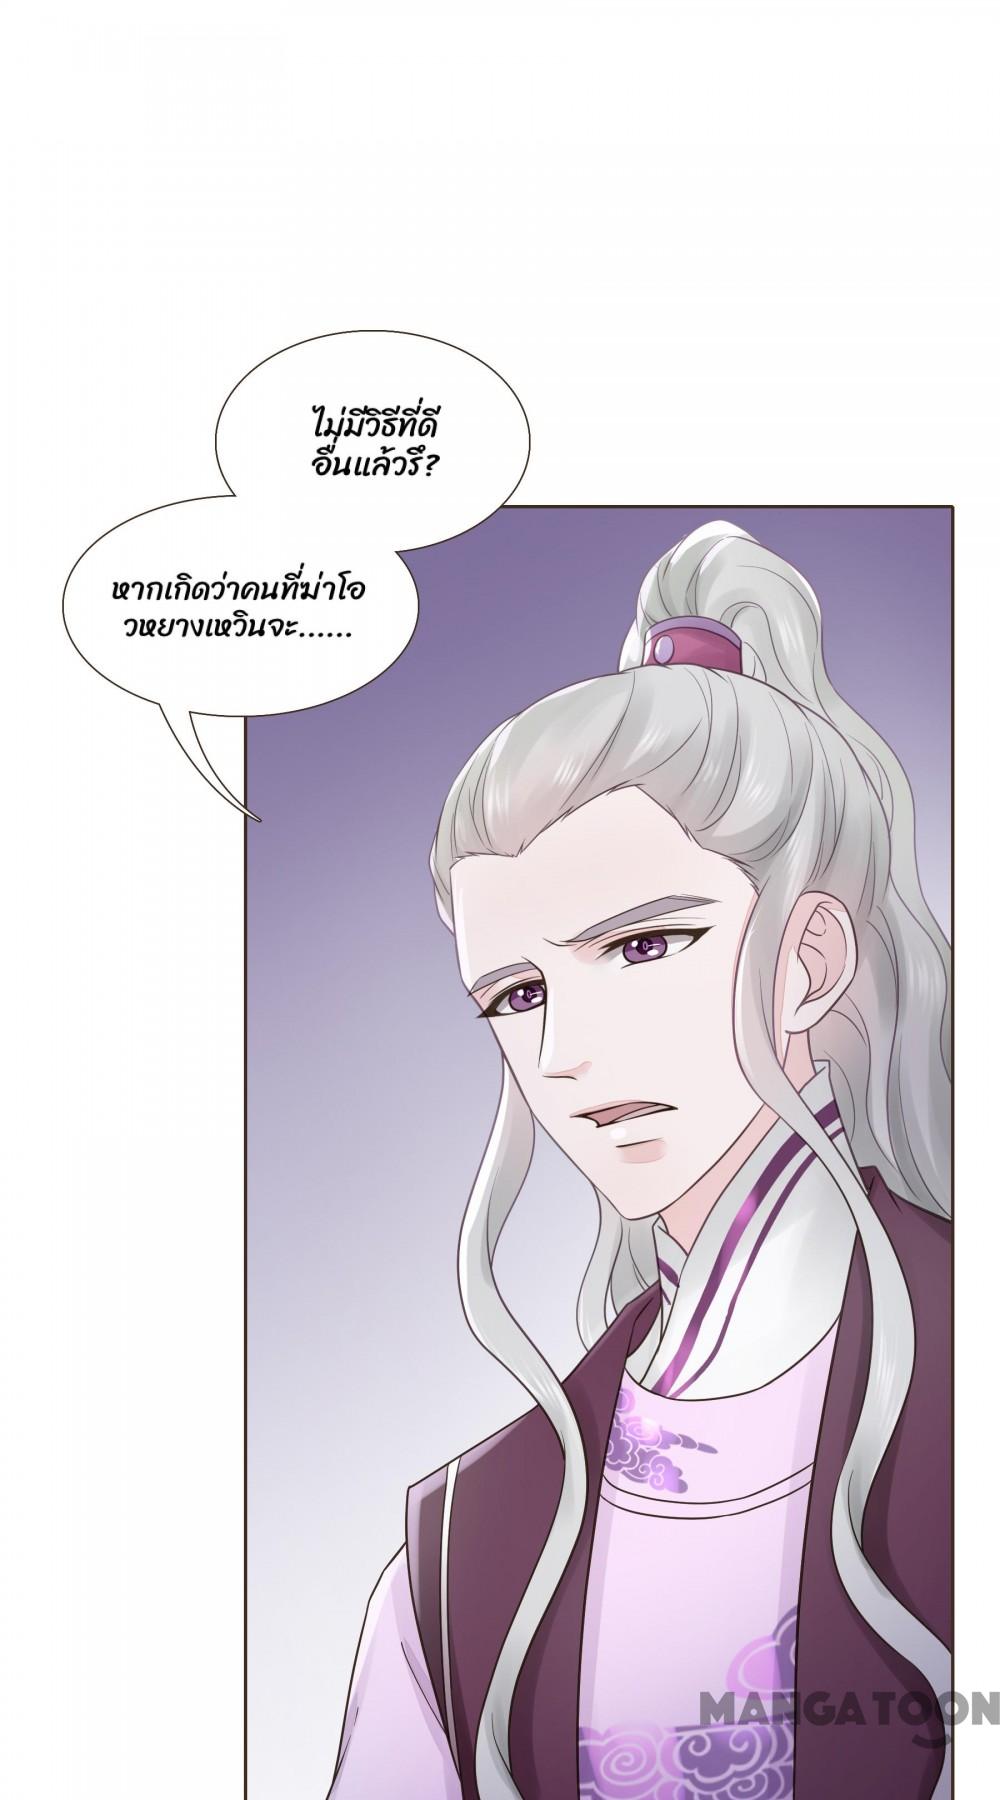 ไม่มีวิธีที่ดี
อื่นแล้วรึ?
หากเกิดว่าคนที่ฆ่าโอ
วหยางเหวินจะ......
MANGATOON